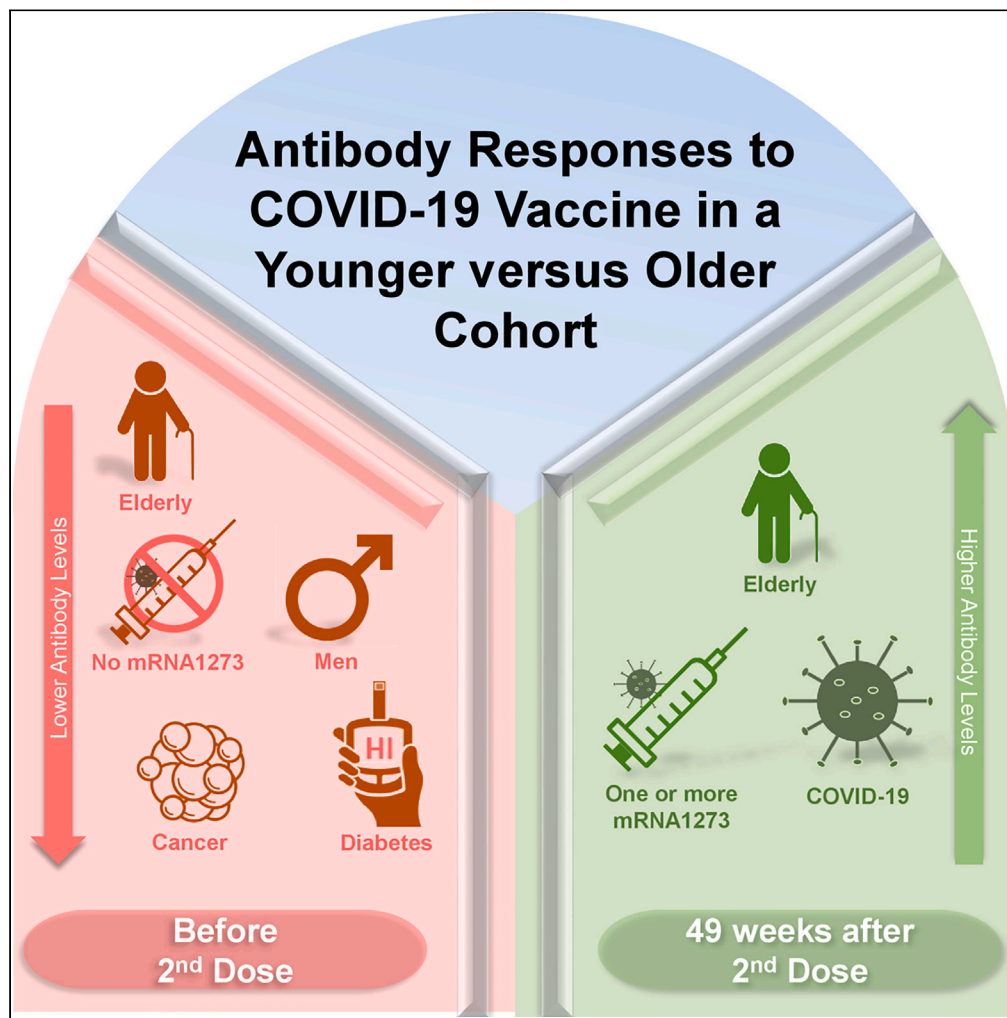 Antibody Responses to
COVID-19 Vaccine in a
Younger versus Older
Cohort
Lower Antibody Levels
Elderly
No mRNA1273
Men
HI
Cancer
Diabetes
Before
2nd Dose
Elderly
One or more
mRNA1273
COVID-19
Higher Antibody Levels
49 weeks after
2nd Dose